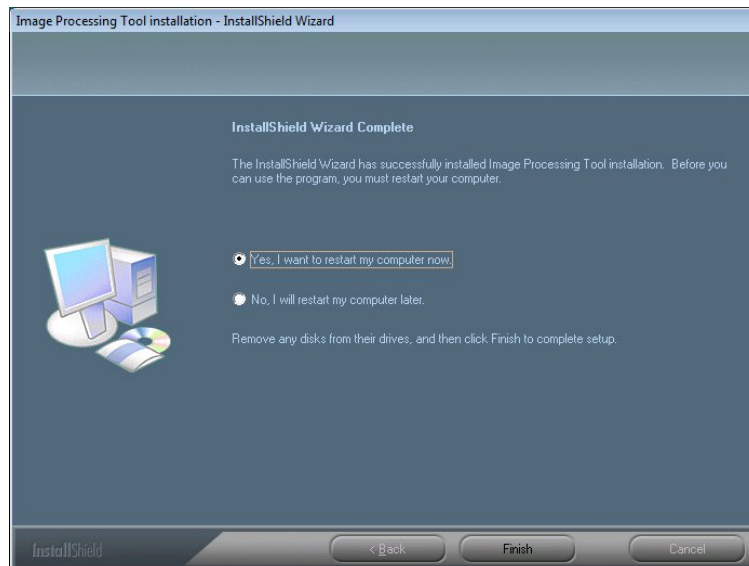 Image Processing Tool installation - InstallShield Wizard
InstallShield Wizard Complete
The InstallShield Wizard has successfully installed Image Processing Tool installation. Before you
can use the program, you must restart your computer.
Yes, I want to restart my computer now.
No, I will restart my computer later.
Remove any disks from their drives, and then click Finish to complete setup.
InstallShield
< Back
Finish
Cancel